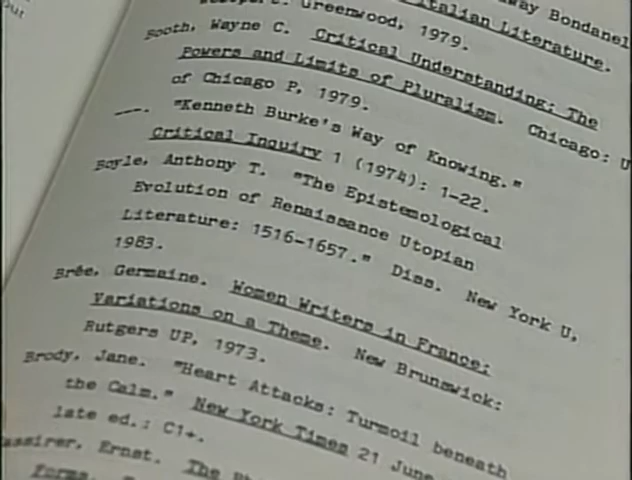 out
way Bondanel
Italian Literature.
Greenwood, 1979.
Booth, Wayne C. Critical Understanding: The
Powers and Limits of Pluralism. Chicago: U
of Chicago P, 1979.
---. "Kenneth Burke's Way of Knowing."
Critical Inquiry 1 (1974): 1-22.
Boyle, Anthony T. "The Epistemological
Evolution of Renaissance Utopian
Literature: 1516-1657." Diss. New York U,
1983.
Brée, Germaine. Women Writers in France:
Variations on a Theme. New Brunswick:
Rutgers UP, 1973.
Brody, Jane. "Heart Attacks: Turmoil beneath
the Calm." New York Times 21 June
late ed.: C1+.
assirer, Ernst. The
Forms.